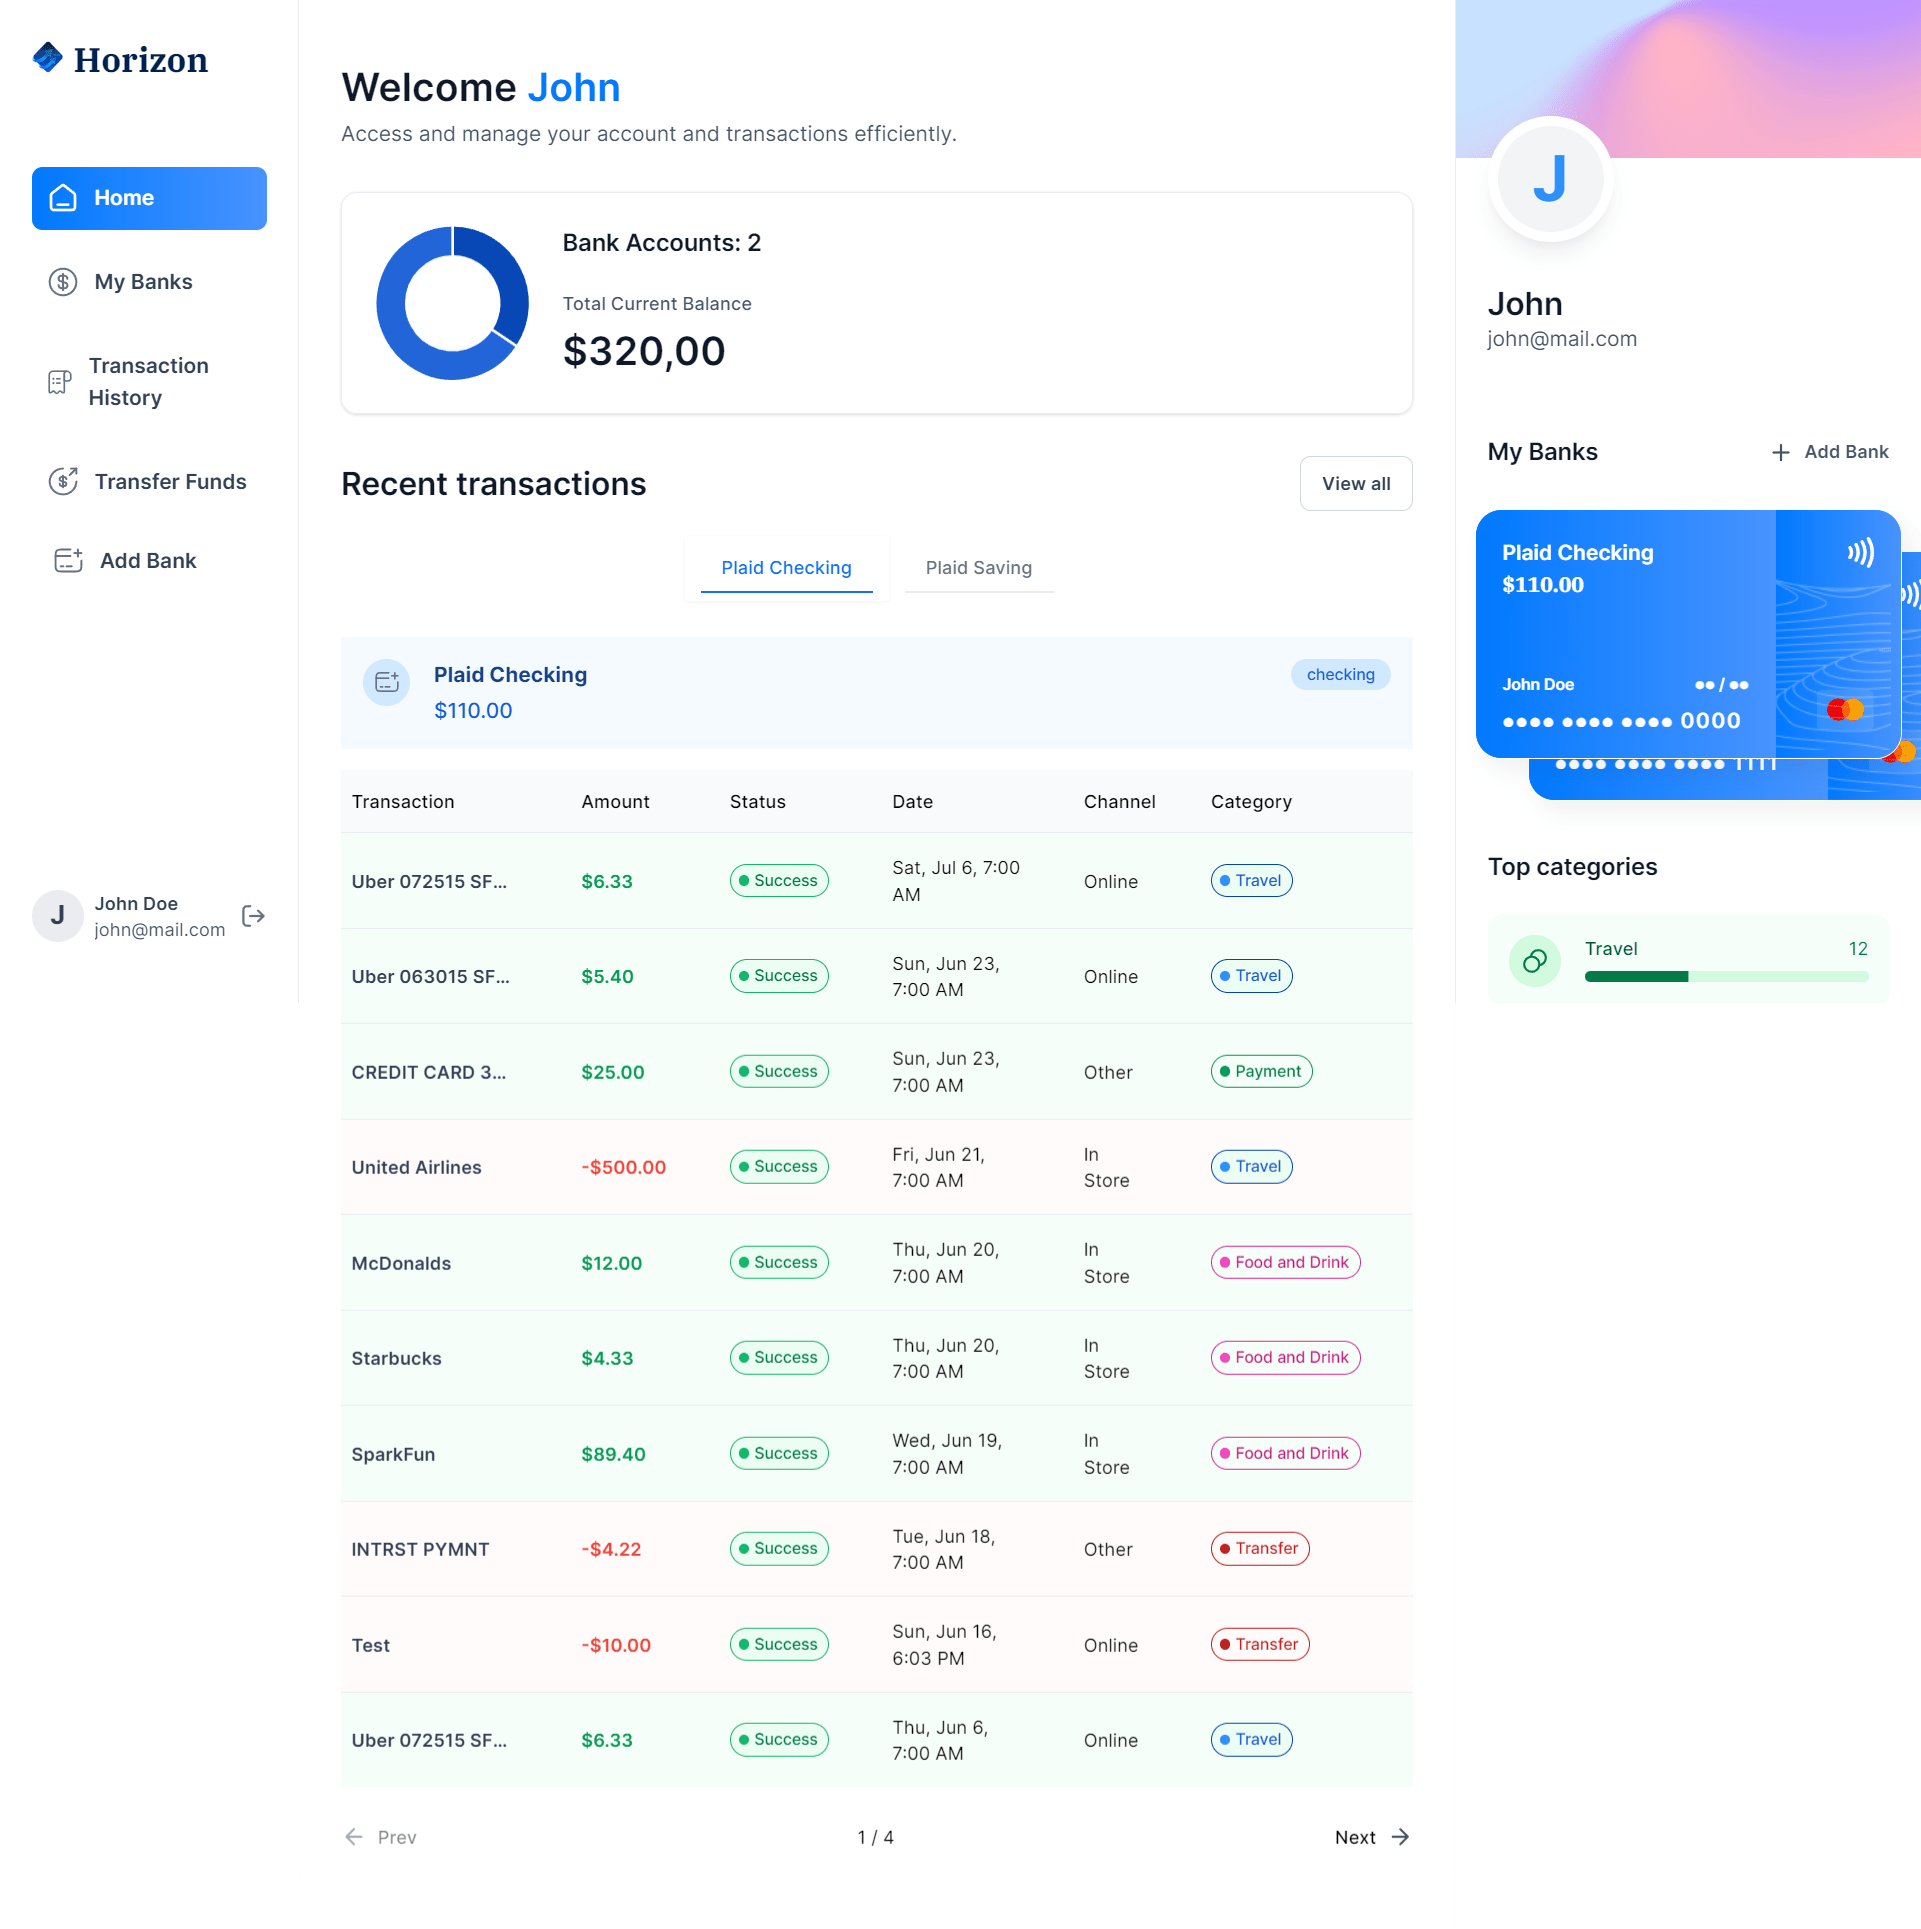 Horizon
Home
My Banks
Transaction
History
Transfer Funds
Add Bank
J
John Doe
john@mail.com
Welcome John
Access and manage your account and transactions efficiently.
Bank Accounts: 2
Total Current Balance
$320,00
Recent transactions
View all
Plaid Checking
Plaid Saving
Plaid Checking
$110.00
checking
Transaction Amount Status Date Channel Category
Uber 072515 SF... $6.33 Success Sat, Jul 6, 7:00 AM Online Travel
Uber 063015 SF... $5.40 Success Sun, Jun 23, 7:00 AM Online Travel
CREDIT CARD 3... $25.00 Success Sun, Jun 23, 7:00 AM Other Payment
United Airlines -$500.00 Success Fri, Jun 21, 7:00 AM In Store Travel
McDonalds $12.00 Success Thu, Jun 20, 7:00 AM In Store Food and Drink
Starbucks $4.33 Success Thu, Jun 20, 7:00 AM In Store Food and Drink
SparkFun $89.40 Success Wed, Jun 19, 7:00 AM In Store Food and Drink
INTRST PYMNT -$4.22 Success Tue, Jun 18, 7:00 AM Other Transfer
Test -$10.00 Success Sun, Jun 16, 6:03 PM Online Transfer
Uber 072515 SF... $6.33 Success Thu, Jun 6, 7:00 AM Online Travel
Prev
1 / 4
Next
J
John
john@mail.com
My Banks
Add Bank
Plaid Checking
$110.00
John Doe
●● / ●●
●●●● ●●●● ●●●● 0000
●●●● ●●●● ●●●● 1111
Top categories
Travel
12